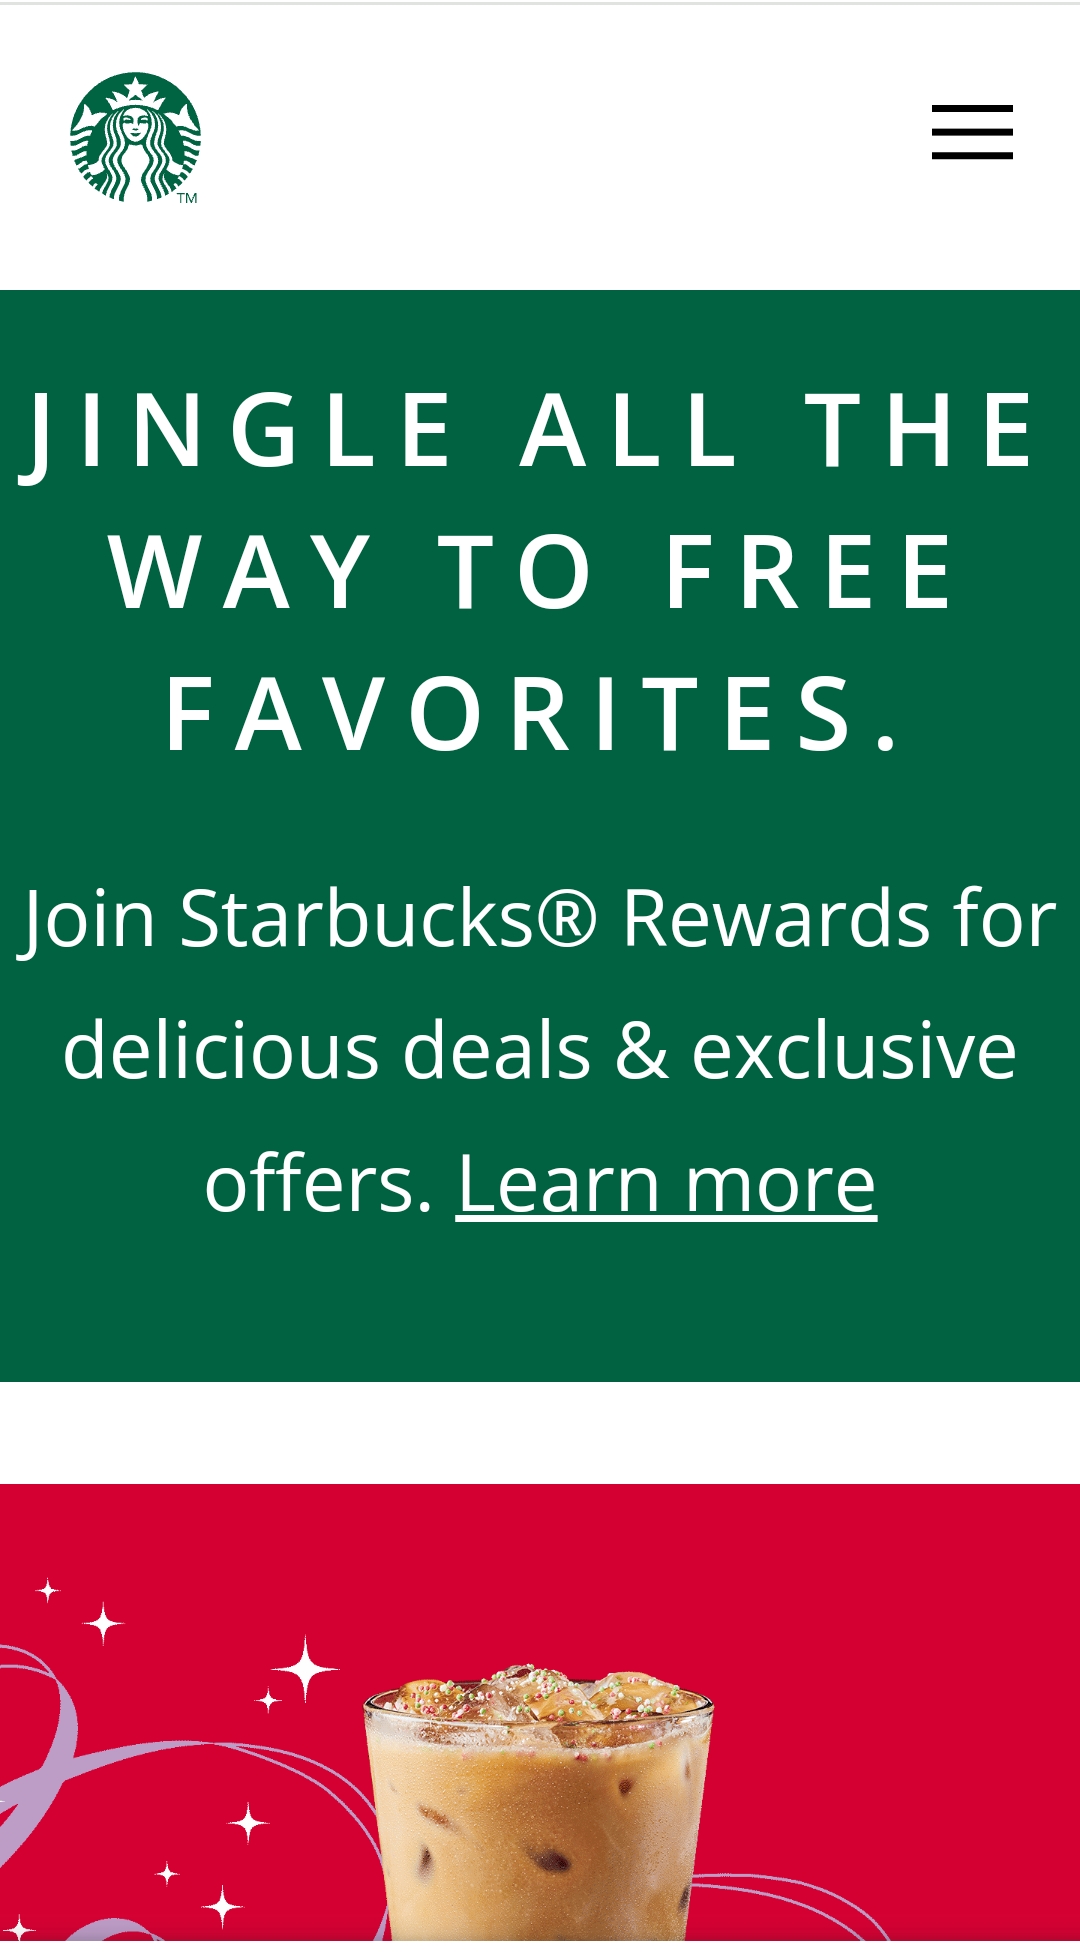 TM
JINGLE ALL THE
WAY TO FREE
FAVORITES.
Join Starbucks® Rewards for
delicious deals & exclusive
offers. Learn more